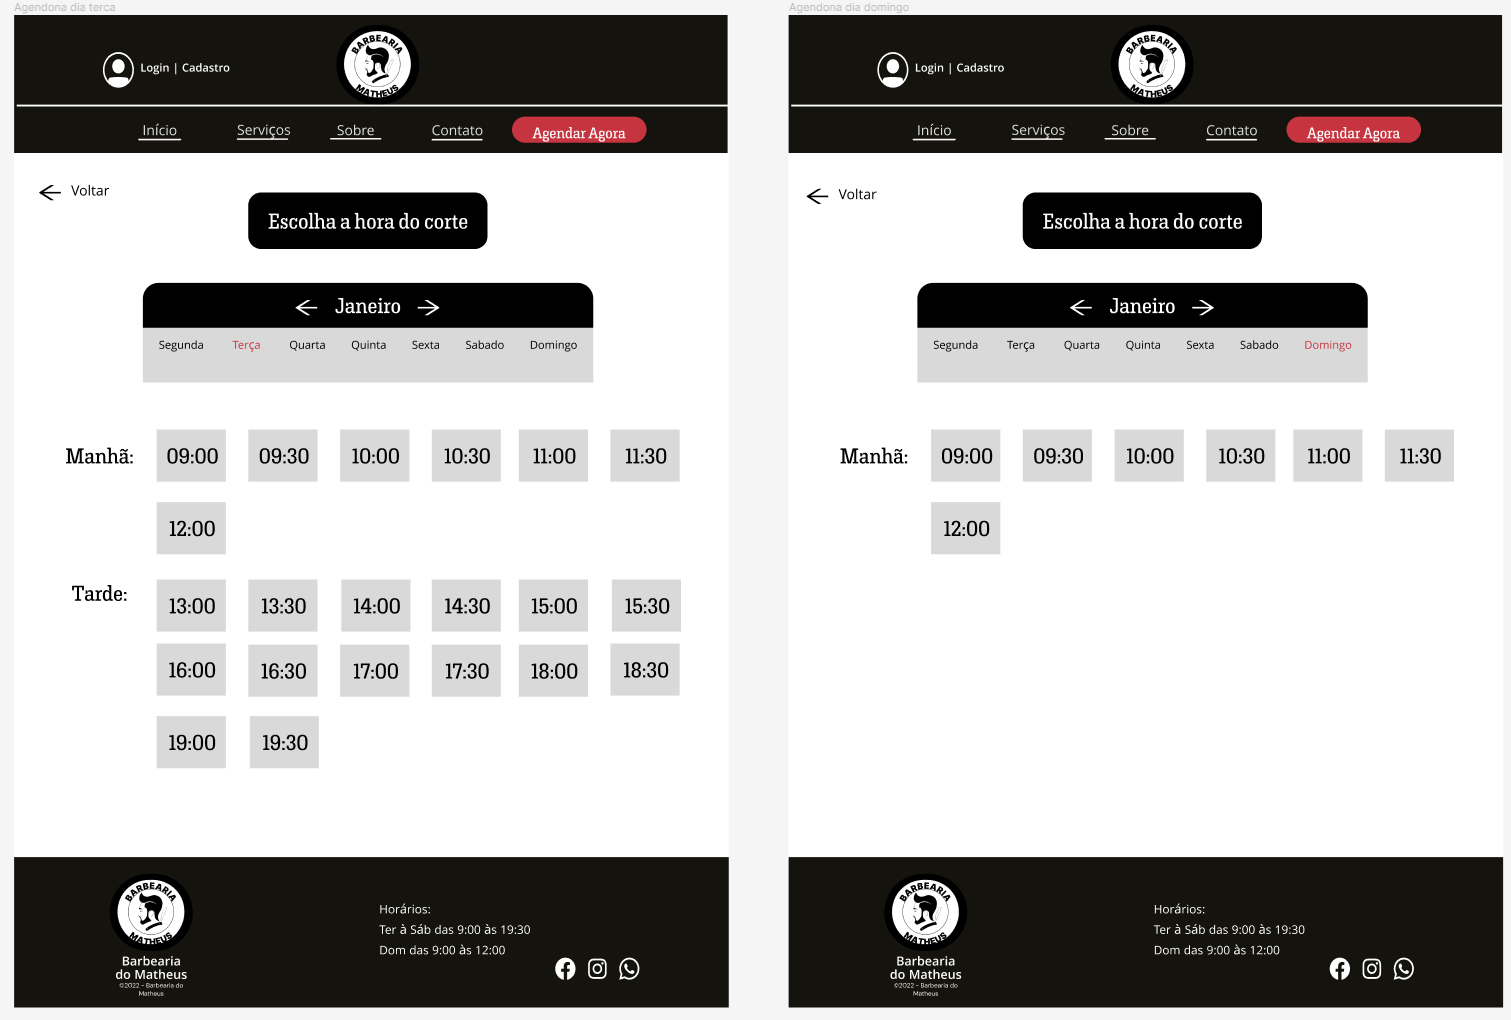 Agendona dia terca
BARBEARIA
MATHEUS
Login | Cadastro
Início Serviços Sobre Contato Agendar Agora
Voltar
Escolha a hora do corte
Janeiro
Segunda Terça Quarta Quinta Sexta Sabado Domingo
Manhã: 09:00 09:30 10:00 10:30 11:00 11:30
12:00
Tarde: 13:00 13:30 14:00 14:30 15:00 15:30
16:00 16:30 17:00 17:30 18:00 18:30
19:00 19:30
BARBEARIA
MATHEUS
Barbearia
do Matheus
©2022 - Barbearia do
Matheus
Horários:
Ter à Sáb das 9:00 às 19:30
Dom das 9:00 às 12:00
Agendona dia domingo
BARBEARIA
MATHEUS
Login | Cadastro
Início Serviços Sobre Contato Agendar Agora
Voltar
Escolha a hora do corte
Janeiro
Segunda Terça Quarta Quinta Sexta Sabado Domingo
Manhã: 09:00 09:30 10:00 10:30 11:00 11:30
12:00
BARBEARIA
MATHEUS
Barbearia
do Matheus
©2022 - Barbearia do
Matheus
Horários:
Ter à Sáb das 9:00 às 19:30
Dom das 9:00 às 12:00